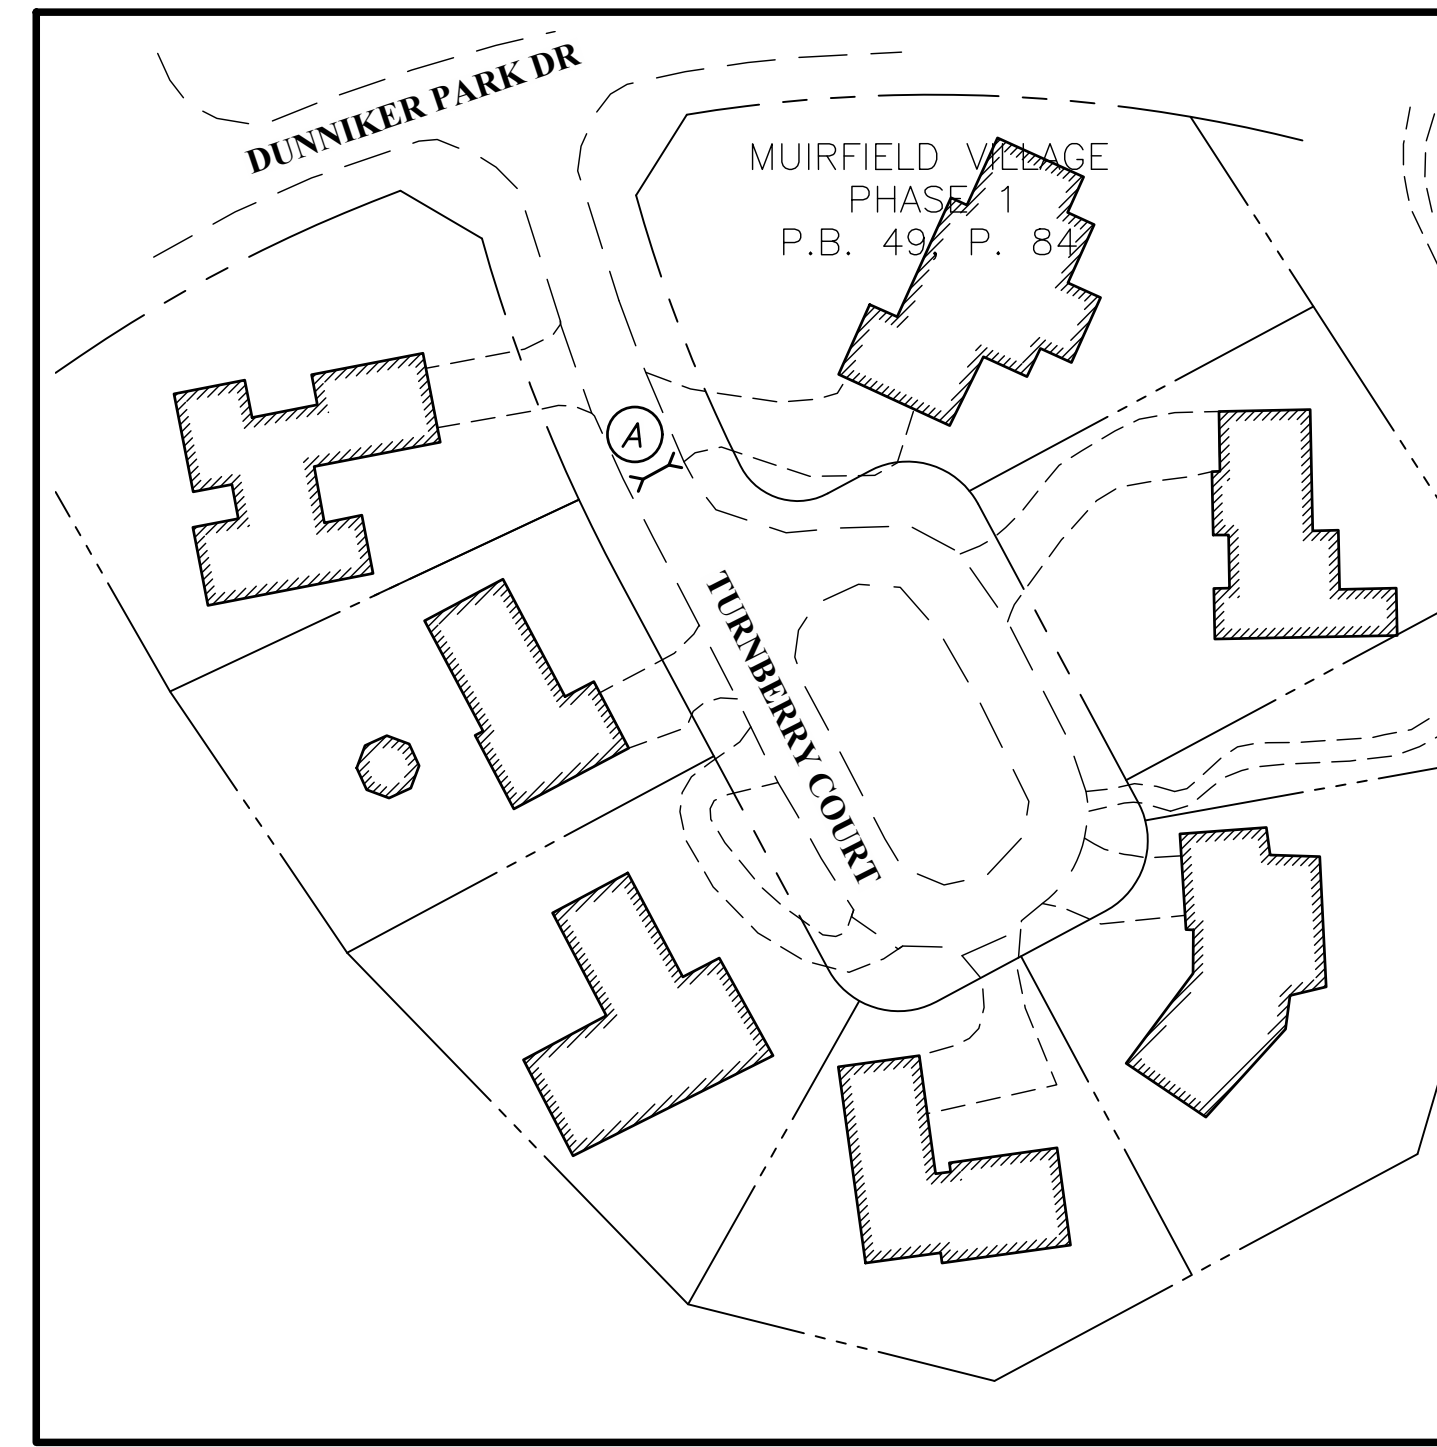 DUNNIKER PARK DR
MUIRFIELD VILLAGE
PHASE 1
P.B. 49, P. 84
A
TURNBERRY COURT